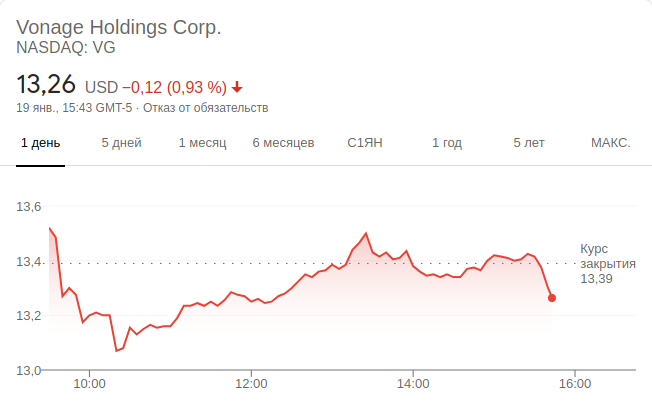 Vonage Holdings Corp.
NASDAQ: VG
13,26 USD −0,12 (0,93 %)
19 янв., 15:43 GMT-5 · Отказ от обязательств
1 день 5 дней 1 месяц 6 месяцев С1ЯН 1 год 5 лет МАКС.
13,6
13,4
13,2
13,0
Курс
закрытия
13,39
10:00 12:00 14:00 16:00